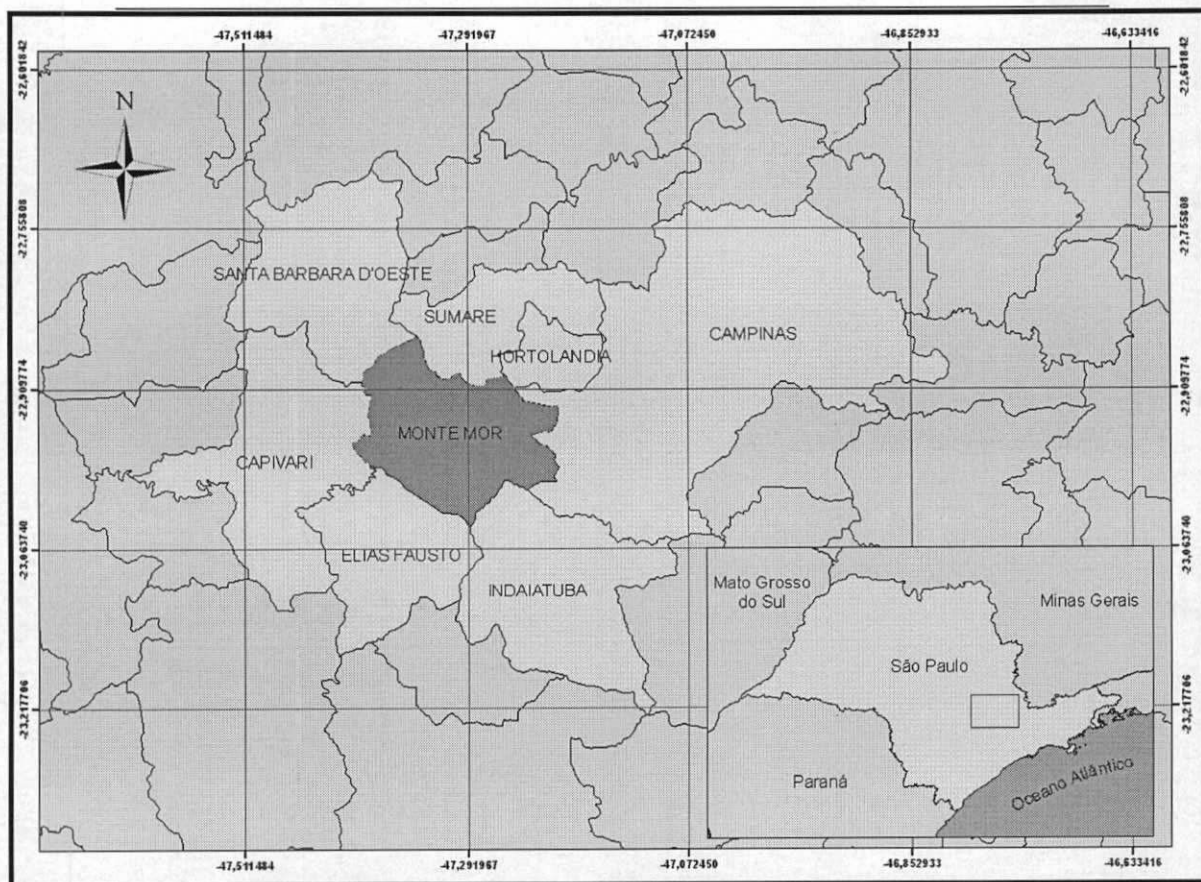 -47,511484 -47,291967 -47,072450 -46,852933 -46,633416
-22,601842 -22,601842
N
-22,755808 -22,755808
SANTA BARBARA D'OESTE
SUMARE
CAMPINAS
HORTOLANDIA
-22,909774 -22,909774
MONTE MOR
CAPIVARI
-23,063740 -23,063740
ELIAS FAUSTO
INDAIATUBA
Mato Grosso
do Sul
Minas Gerais
São Paulo
-23,217706 -23,217706
Paraná
Oceano Atlântico
-47,511484 -47,291967 -47,072450 -46,852933 -46,633416